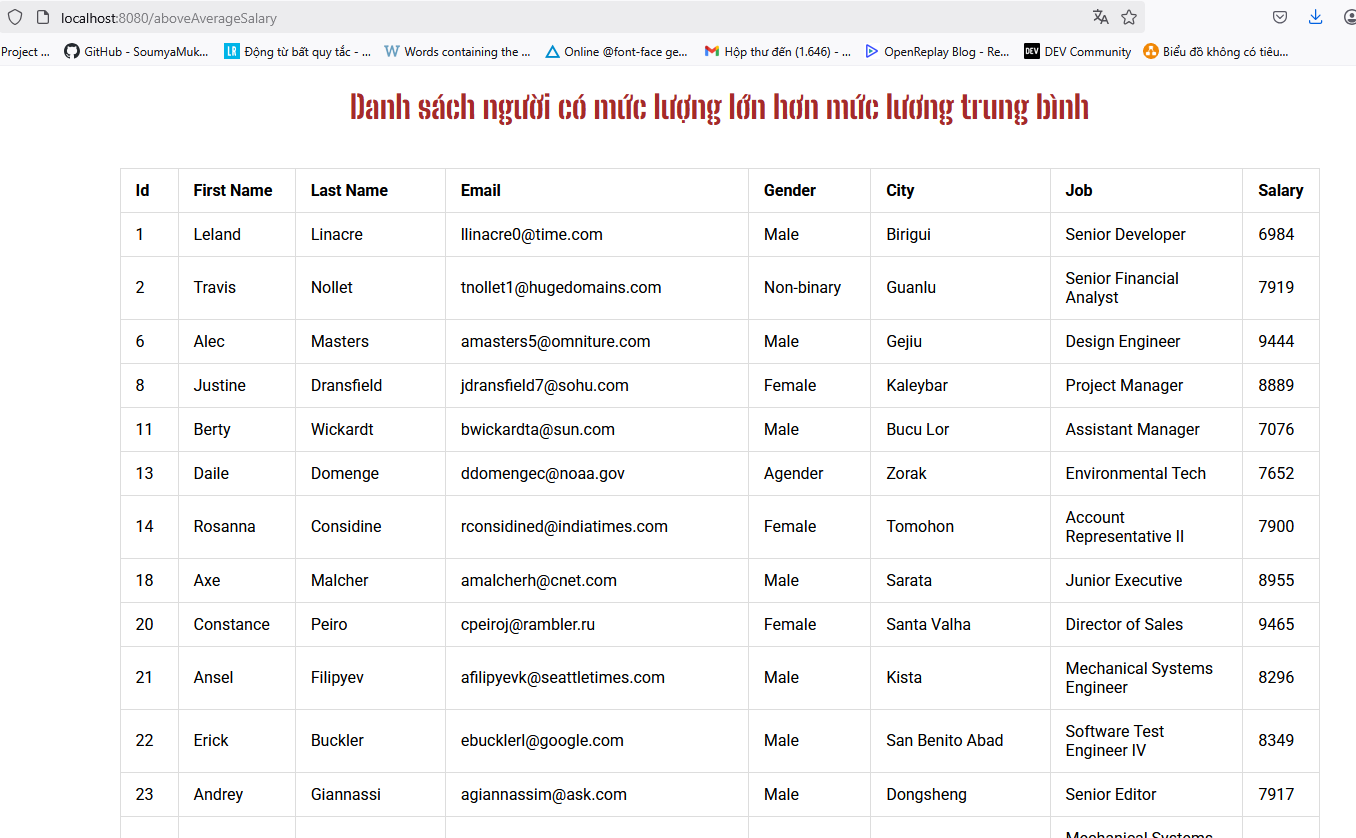 localhost:8080/aboveAverageSalary
Project ... GitHub - SoumyaMuk... LR Động từ bất quy tắc - ... W Words containing the ... Online @font-face ge... Hộp thư đến (1.646) - ... OpenReplay Blog - Re... DEV DEV Community Biểu đồ không có tiêu...
Danh sách người có mức lượng lớn hơn mức lương trung bình
Id First Name Last Name Email Gender City Job Salary
1 Leland Linacre llinacre0@time.com Male Birigui Senior Developer 6984
2 Travis Nollet tnollet1@hugedomains.com Non-binary Guanlu Senior Financial
Analyst 7919
6 Alec Masters amasters5@omniture.com Male Gejiu Design Engineer 9444
8 Justine Dransfield jdransfield7@sohu.com Female Kaleybar Project Manager 8889
11 Berty Wickardt bwickardta@sun.com Male Bucu Lor Assistant Manager 7076
13 Daile Domenge ddomengec@noaa.gov Agender Zorak Environmental Tech 7652
14 Rosanna Considine rconsidined@indiatimes.com Female Tomohon Account
Representative II 7900
18 Axe Malcher amalcherh@cnet.com Male Sarata Junior Executive 8955
20 Constance Peiro cpeiroj@rambler.ru Female Santa Valha Director of Sales 9465
21 Ansel Filipyev afilipyevk@seattletimes.com Male Kista Mechanical Systems
Engineer 8296
22 Erick Buckler ebucklerl@google.com Male San Benito Abad Software Test
Engineer IV 8349
23 Andrey Giannassi agiannassim@ask.com Male Dongsheng Senior Editor 7917
Mechanical Systems